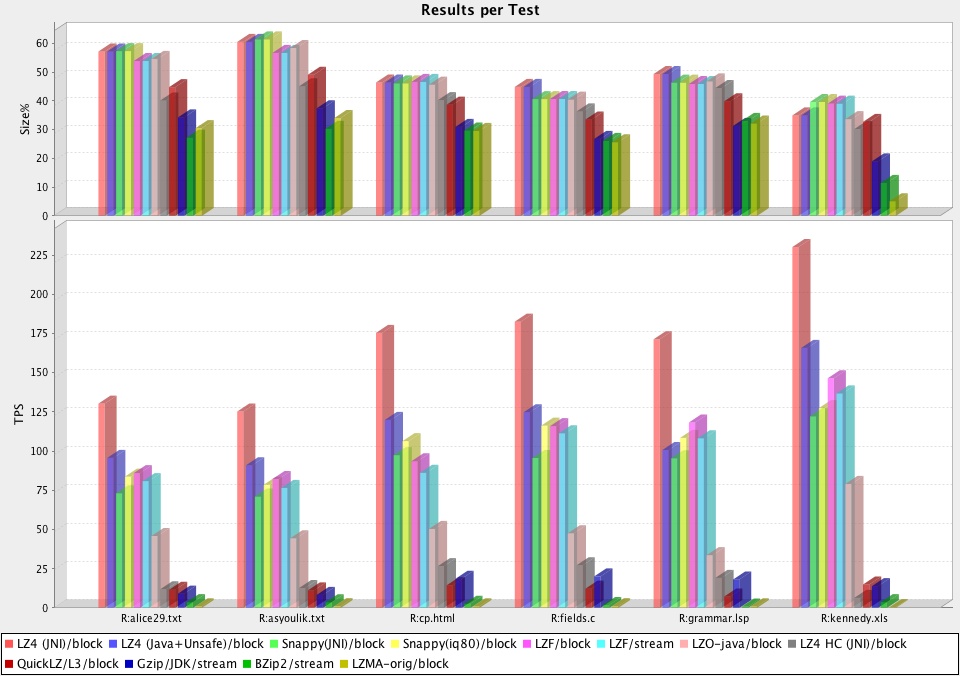 Results per Test
Size%
60
50
40
30
20
10
0
TPS
225
200
175
150
125
100
75
50
25
0
R:alice29.txt R:asyoulik.txt R:cp.html R:fields.c R:grammar.lsp R:kennedy.xls
LZ4 (JNI)/block LZ4 (Java+Unsafe)/block Snappy(JNI)/block Snappy(iq80)/block LZF/block LZF/stream LZO-java/block LZ4 HC (JNI)/block
QuickLZ/L3/block Gzip/JDK/stream BZip2/stream LZMA-orig/block